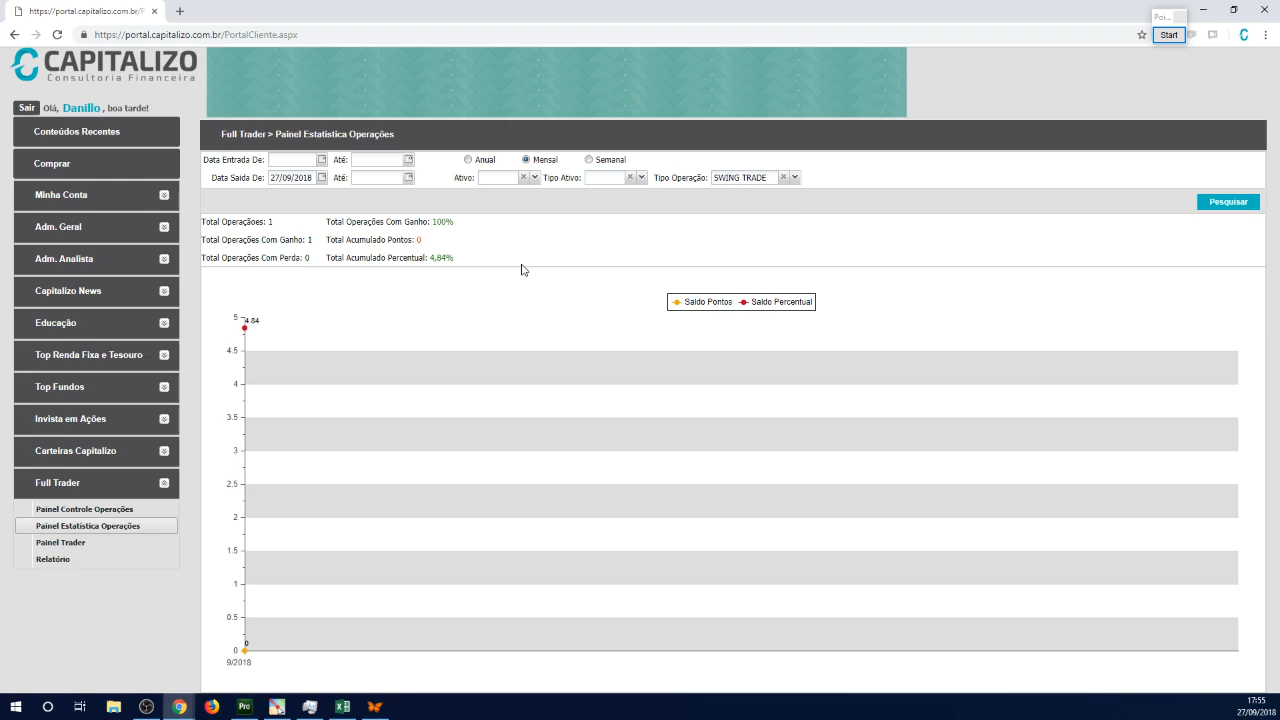 https://portal.capitalizo.com.br/P
Poi...
https://portal.capitalizo.com.br/PortalCliente.aspx
Start
CAPITALIZO
Consultoria Financeira
Sair Olá, Danillo , boa tarde!
Conteúdos Recentes
Comprar
Minha Conta
Adm. Geral
Adm. Analista
Capitalizo News
Educação
Top Renda Fixa e Tesouro
Top Fundos
Invista em Ações
Carteiras Capitalizo
Full Trader
Painel Controle Operações
Painel Estatística Operações
Painel Trader
Relatório
Full Trader > Painel Estatística Operações
Data Entrada De: Até: Anual Mensal Semanal
Data Saída De: 27/09/2018 Até: Ativo: Tipo Ativo: Tipo Operação: SWING TRADE
Pesquisar
Total Operaçãoes: 1 Total Operações Com Ganho: 100%
Total Operações Com Ganho: 1 Total Acumulado Pontos: 0
Total Operações Com Perda: 0 Total Acumulado Percentual: 4,84%
Saldo Pontos Saldo Percentual
5
4.84
4.5
4
3.5
3
2.5
2
1.5
1
0.5
0
0
9/2018
Pro
17:55
27/09/2018